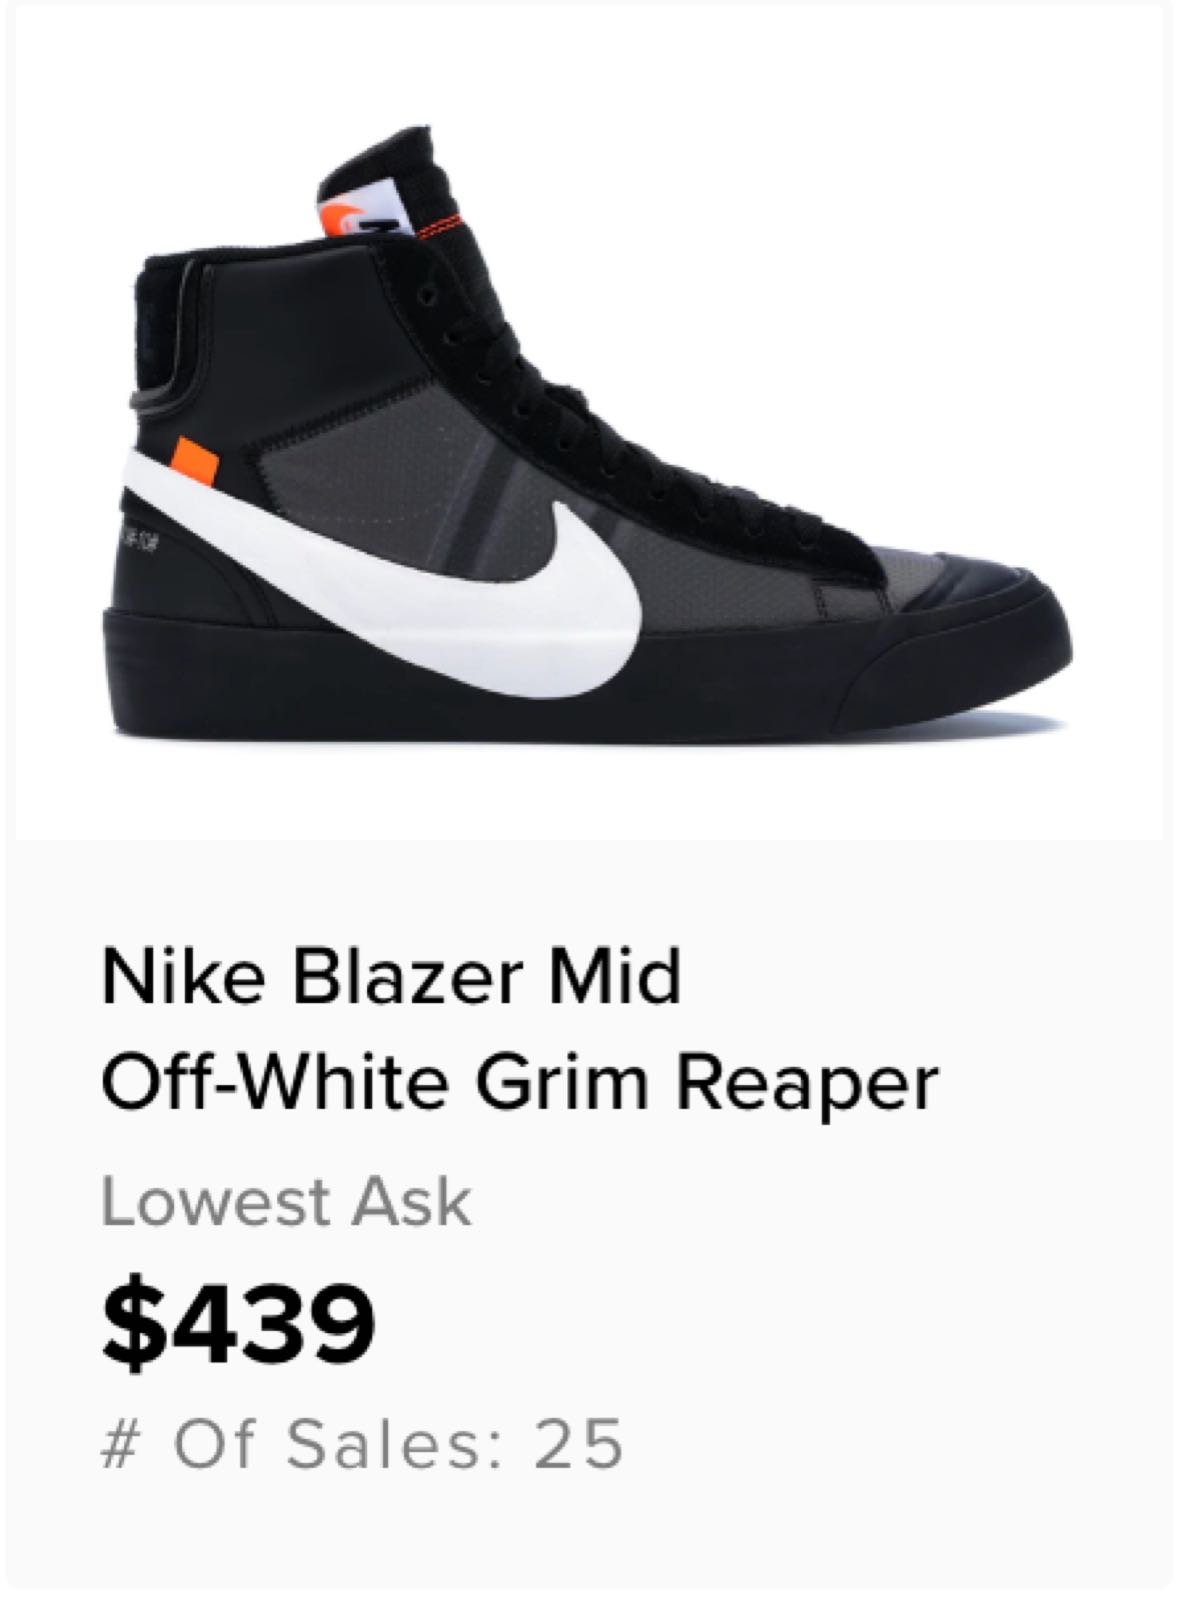 Nike Blazer Mid
Off-White Grim Reaper
Lowest Ask
$439
# Of Sales: 25